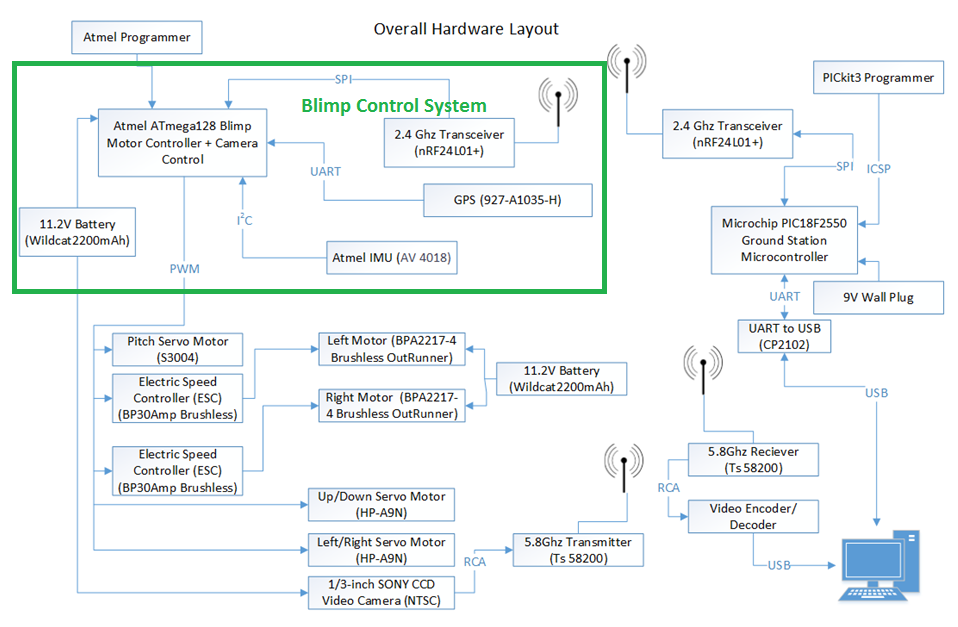 Overall Hardware Layout
Atmel Programmer
PICkit3 Programmer
SPI
Blimp Control System
Atmel ATmega128 Blimp
Motor Controller + Camera
Control
2.4 Ghz Transceiver
(nRF24L01+)
2.4 Ghz Transceiver
(nRF24L01+)
SPI
ICSP
UART
GPS (927-A1035-H)
11.2V Battery
(Wildcat2200mAh)
I²C
Atmel IMU (AV 4018)
PWM
Microchip PIC18F2550
Ground Station
Microcontroller
UART
9V Wall Plug
UART to USB
(CP2102)
USB
Pitch Servo Motor
(S3004)
Left Motor (BPA2217-4
Brushless OutRunner)
11.2V Battery
(Wildcat2200mAh)
Electric Speed
Controller (ESC)
(BP30Amp Brushless)
Right Motor (BPA2217-
4 Brushless OutRunner)
Electric Speed
Controller (ESC)
(BP30Amp Brushless)
5.8Ghz Reciever
(Ts 58200)
RCA
Video Encoder/
Decoder
USB
Up/Down Servo Motor
(HP-A9N)
Left/Right Servo Motor
(HP-A9N)
RCA
5.8Ghz Transmitter
(Ts 58200)
1/3-inch SONY CCD
Video Camera (NTSC)